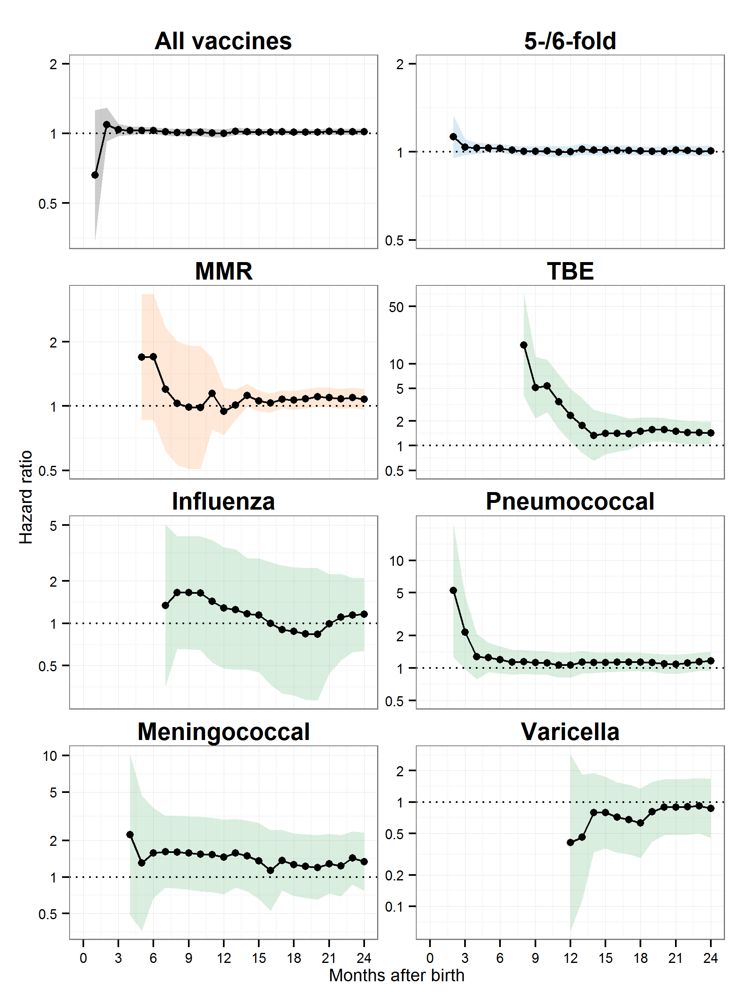 All vaccines
2
1
0.5
5-/6-fold
2
1
0.5
MMR
2
1
0.5
TBE
50
10
5
2
1
0.5
Hazard ratio
Influenza
5
2
1
0.5
Pneumococcal
10
5
2
1
0.5
Meningococcal
10
5
2
1
0.5
0 3 6 9 12 15 18 21 24
Varicella
2
1
0.5
0.2
0.1
0 3 6 9 12 15 18 21 24
Months after birth